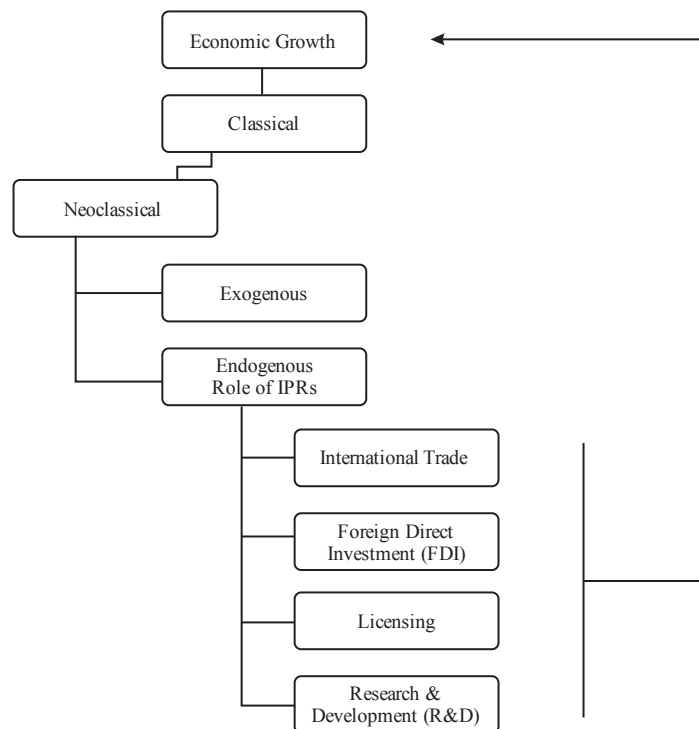 Economic Growth
Classical
Neoclassical
Exogenous
Endogenous
Role of IPRs
International Trade
Foreign Direct
Investment (FDI)
Licensing
Research &
Development (R&D)